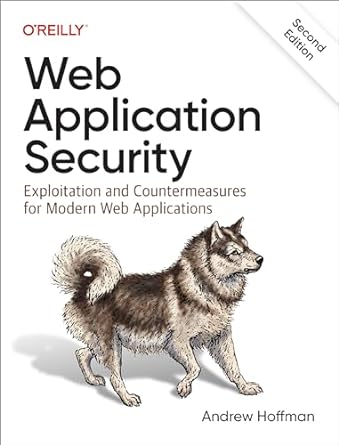 O'REILLY®
Second
Edition
Web
Application
Security
Exploitation and Countermeasures
for Modern Web Applications
Andrew Hoffman